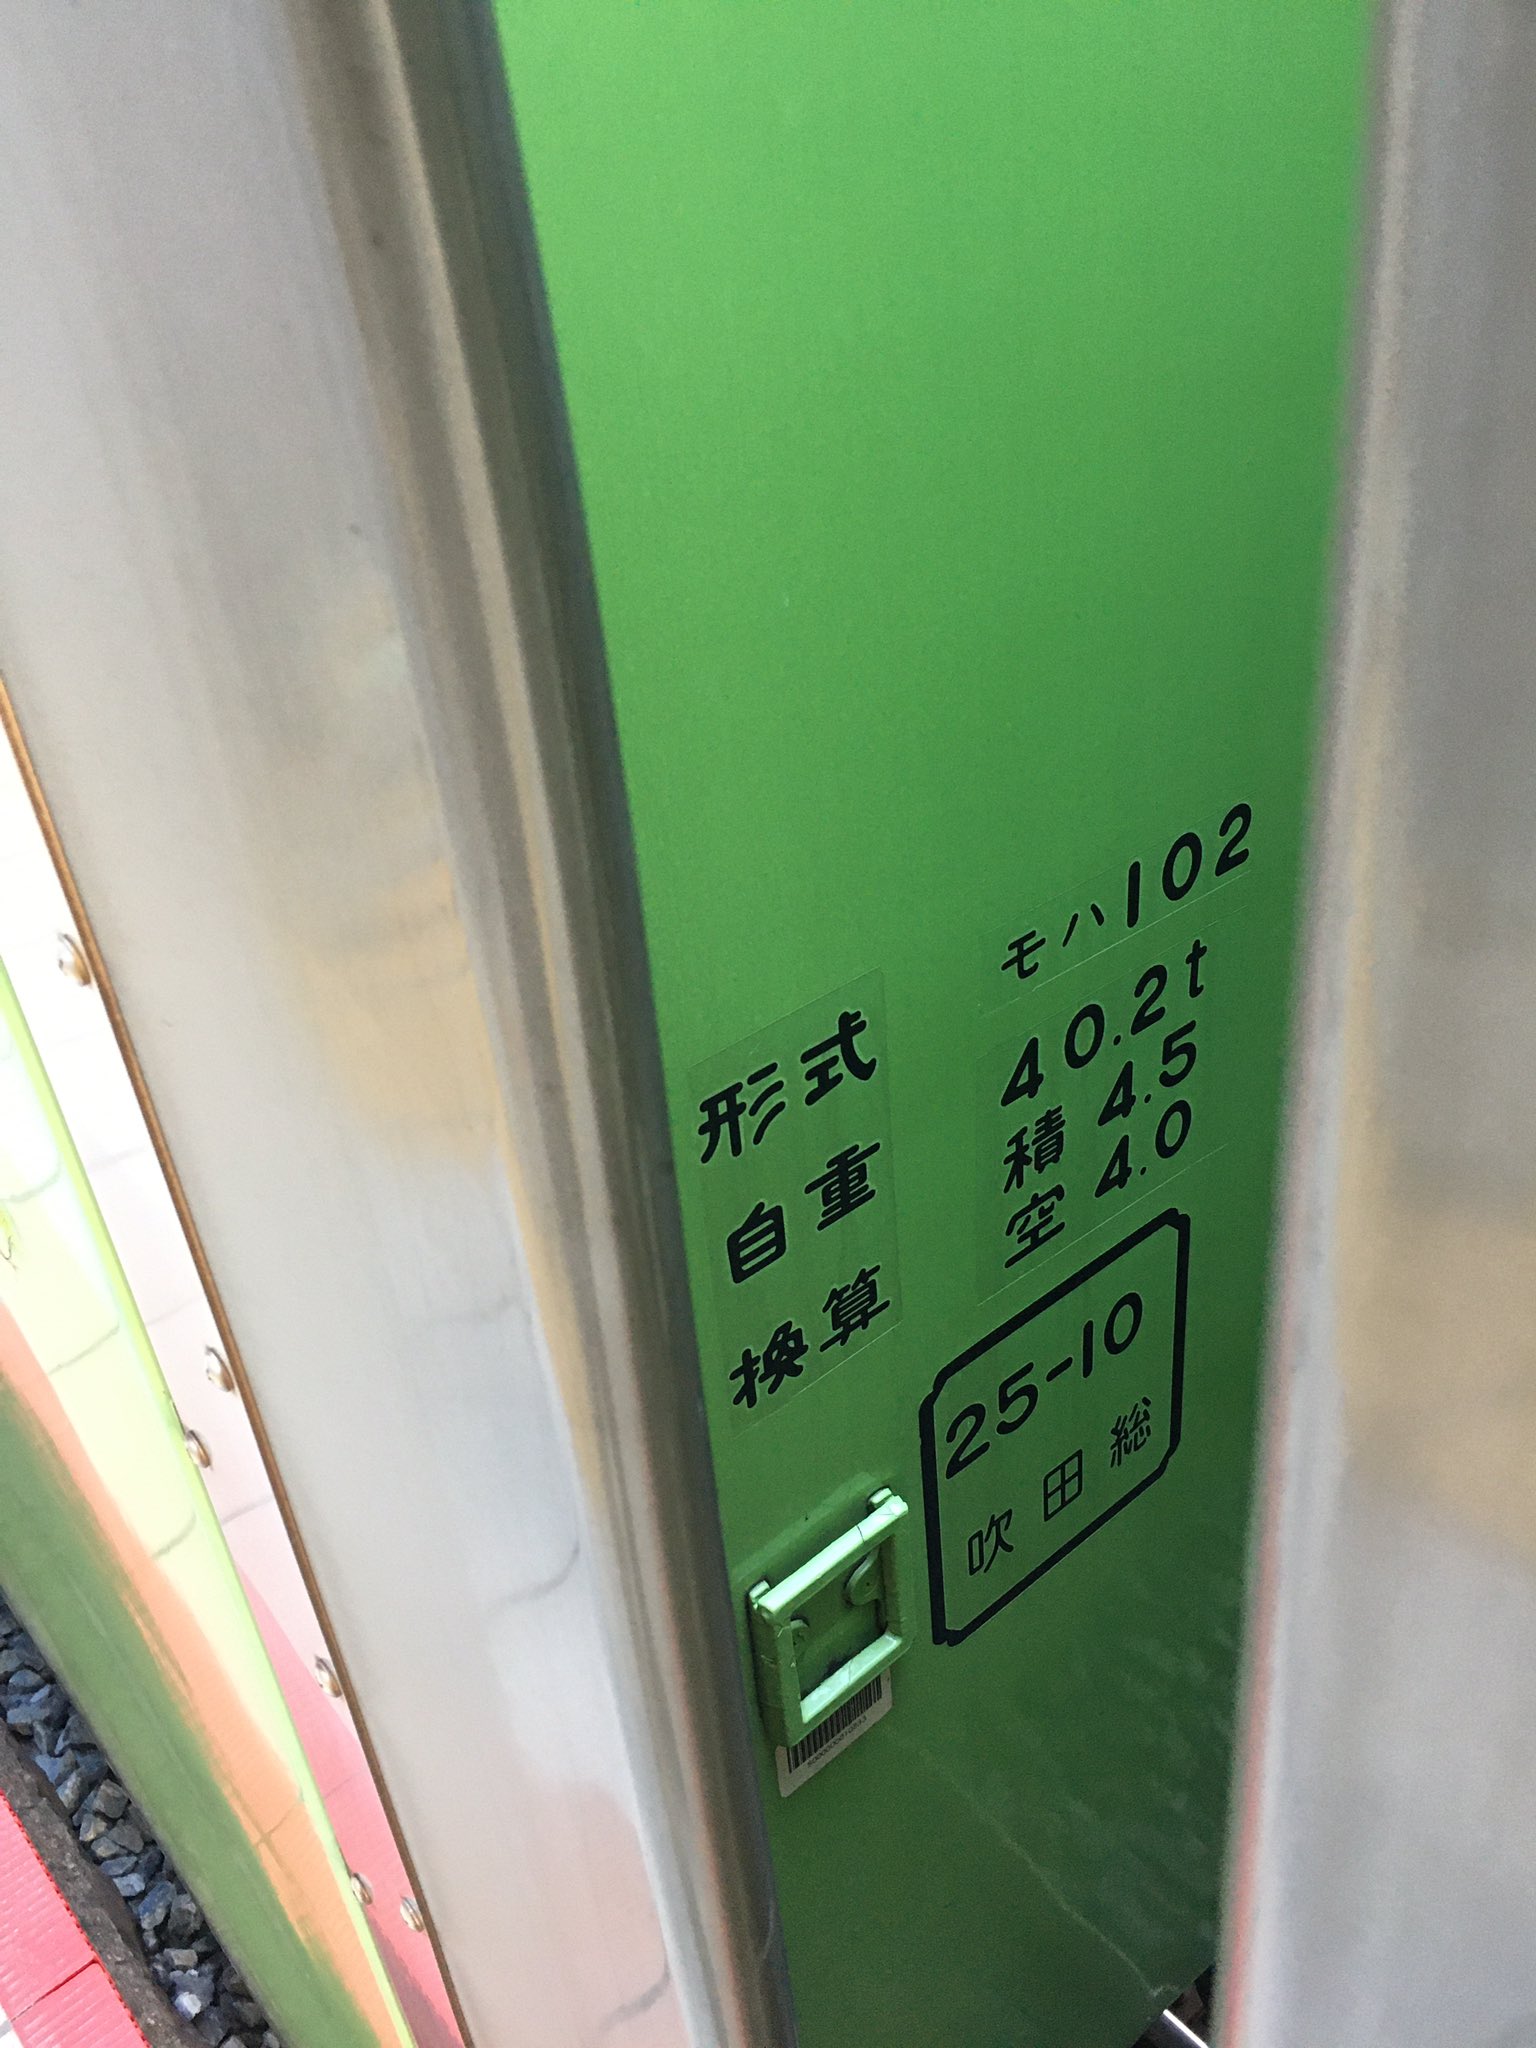 形式 モハ102
自重 40.2t
換算 積 4.5
空 4.0
25-10
吹田総